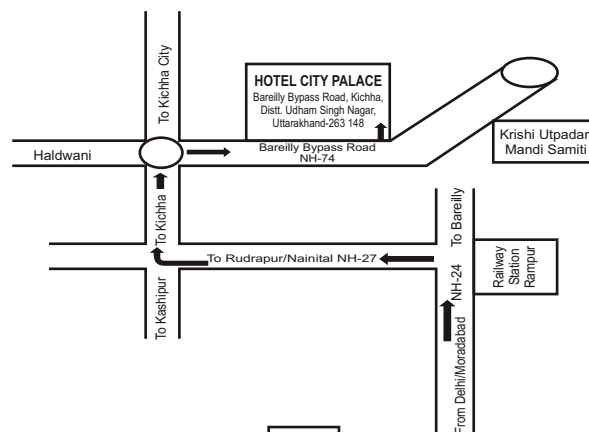 To Kichha City
HOTEL CITY PALACE
Bareilly Bypass Road, Kichha,
Distt. Udham Singh Nagar,
Uttarakhand-263 148
Krishi Utpadan
Mandi Samiti
Haldwani
Bareilly Bypass Road
NH-74
To Kichha
To Bareilly
To Rudrapur/Nainital NH-27
NH-24
Railway
Station
Rampur
To Kashipur
From Delhi/Moradabad